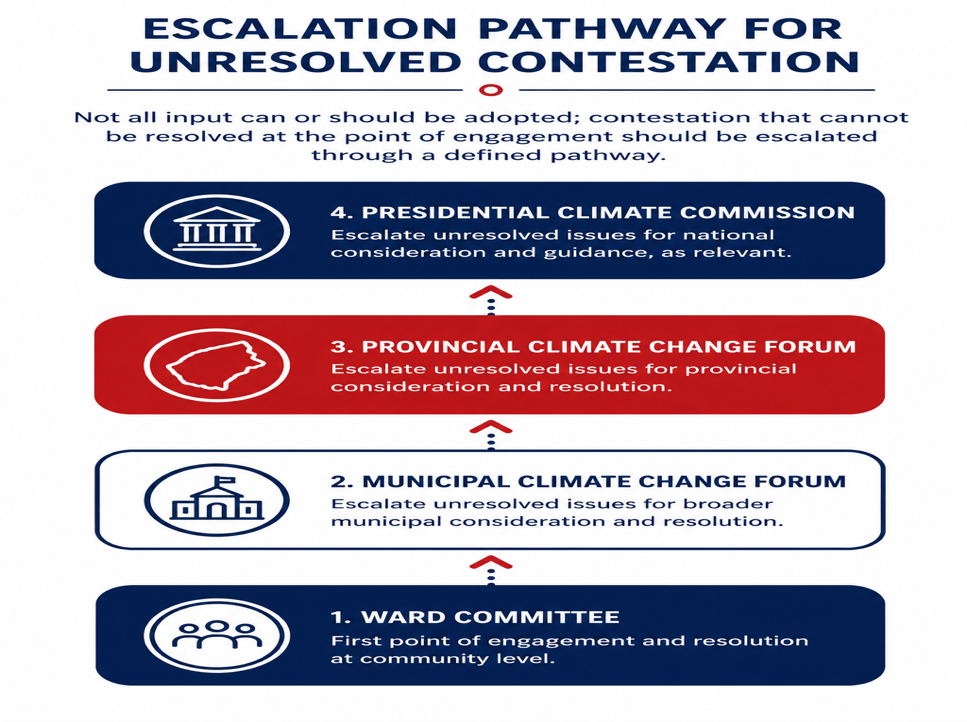 ESCALATION PATHWAY FOR
UNRESOLVED CONTESTATION
Not all input can or should be adopted; contestation that cannot
be resolved at the point of engagement should be escalated
through a defined pathway.
4. PRESIDENTIAL CLIMATE COMMISSION
Escalate unresolved issues for national
consideration and guidance, as relevant.
3. PROVINCIAL CLIMATE CHANGE FORUM
Escalate unresolved issues for provincial
consideration and resolution.
2. MUNICIPAL CLIMATE CHANGE FORUM
Escalate unresolved issues for broader
municipal consideration and resolution.
1. WARD COMMITTEE
First point of engagement and resolution
at community level.